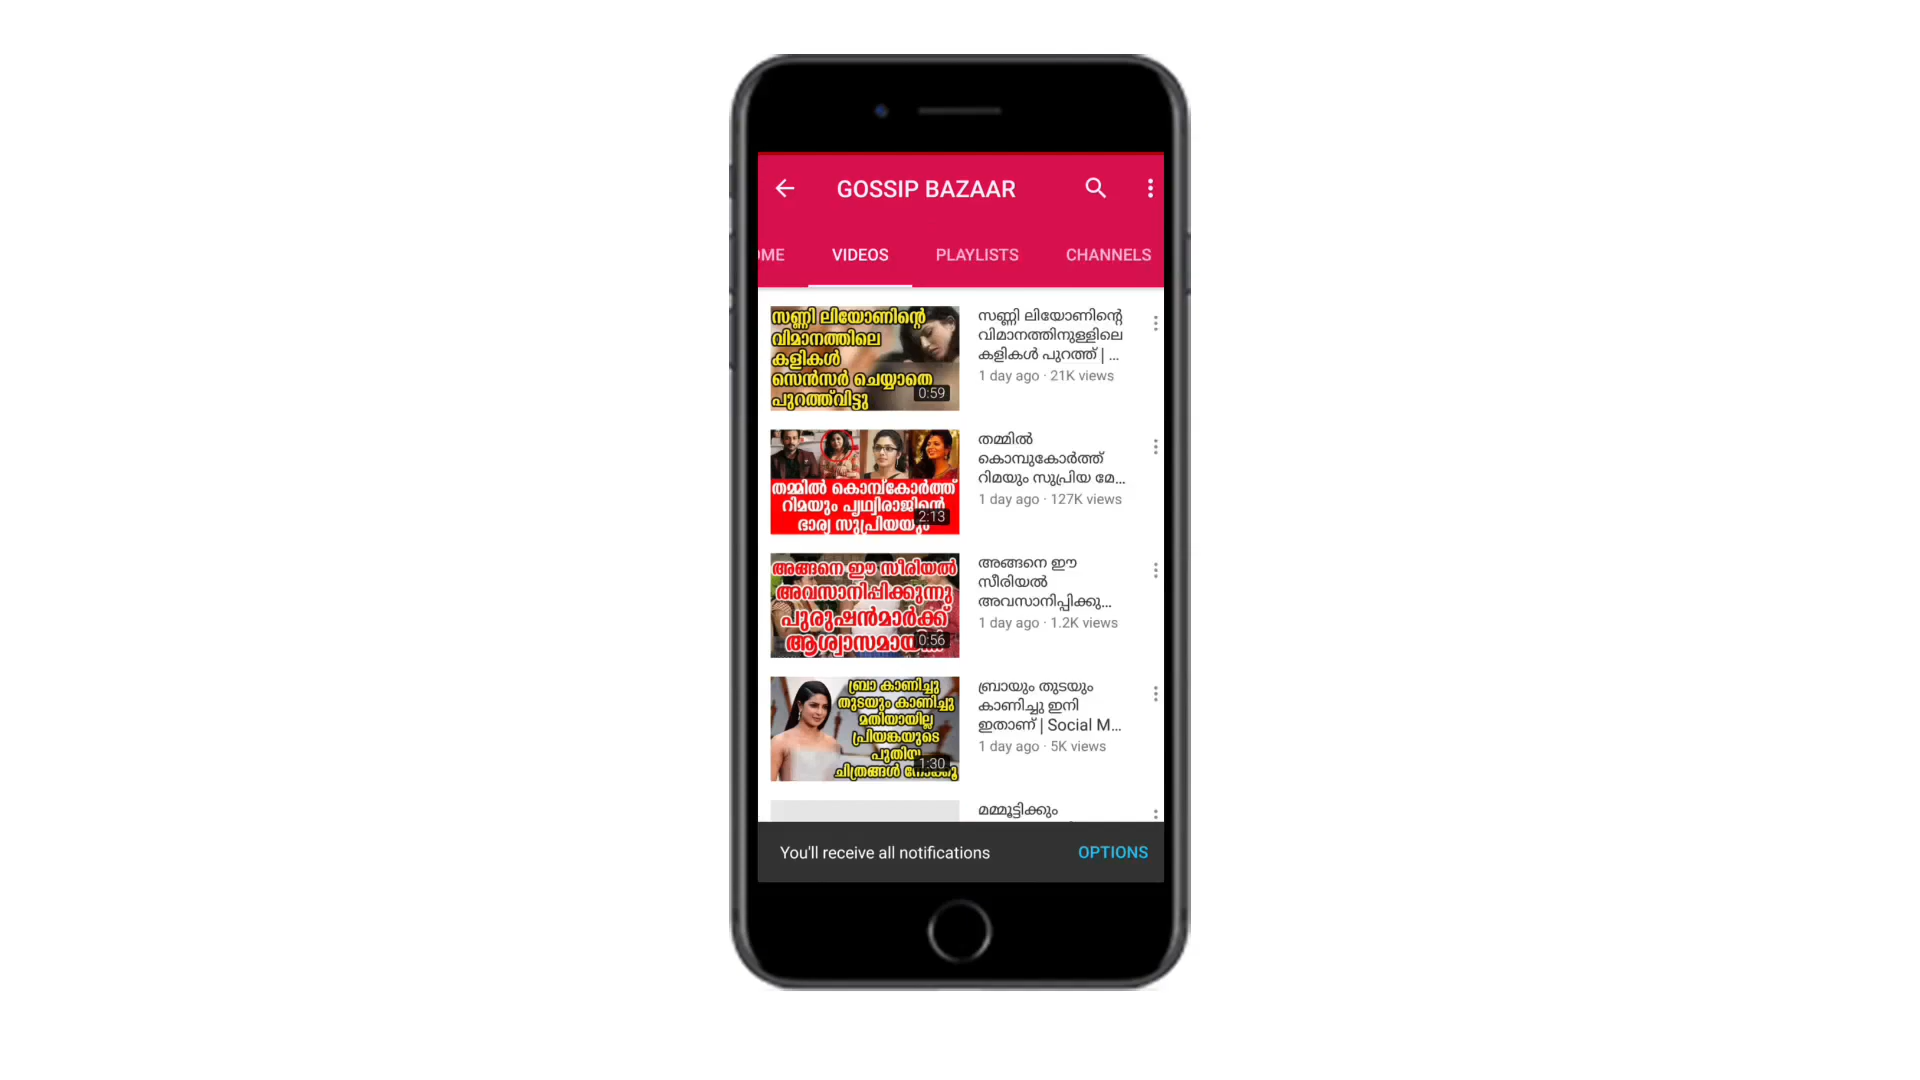 GOSSIP BAZAAR
OME VIDEOS PLAYLISTS CHANNELS
സണ്ണി ലിയോണിന്റെ
വിമാനത്തിലെ
കളികൾ
സെൻസർ ചെയ്യാതെ
പുറത്ത്‌വിട്ടു
0:59
സണ്ണി ലിയോണിന്റെ
വിമാനത്തിനുള്ളിലെ
കളികൾ പുറത്ത് | ...
1 day ago · 21K views
തമ്മിൽ കൊമ്പ്കോർത്ത്
റിമയും പൃഥ്വിരാജിന്റെ
ഭാര്യ സുപ്രിയയും
2:13
തമ്മിൽ
കൊമ്പുകോർത്ത്
റിമയും സുപ്രിയ മേ...
1 day ago · 127K views
അങ്ങനെ ഈ സീരിയൽ
അവസാനിപ്പിക്കുന്നു
പുരുഷൻമാർക്ക്
0:56
അങ്ങനെ ഈ
സീരിയൽ
അവസാനിപ്പിക്കു...
1 day ago · 1.2K views
ബ്രാ കാണിച്ചു
തുടയും കാണിച്ചു
മതിയായില്ല
പ്രിയങ്കയുടെ
പുതിയ
ചിത്രങ്ങൾ നോക്കൂ
1:30
ബ്രായും തുടയും
കാണിച്ചു ഇനി
ഇതാണ് | Social M...
1 day ago · 5K views
മമ്മൂട്ടിക്കും
You'll receive all notifications OPTIONS